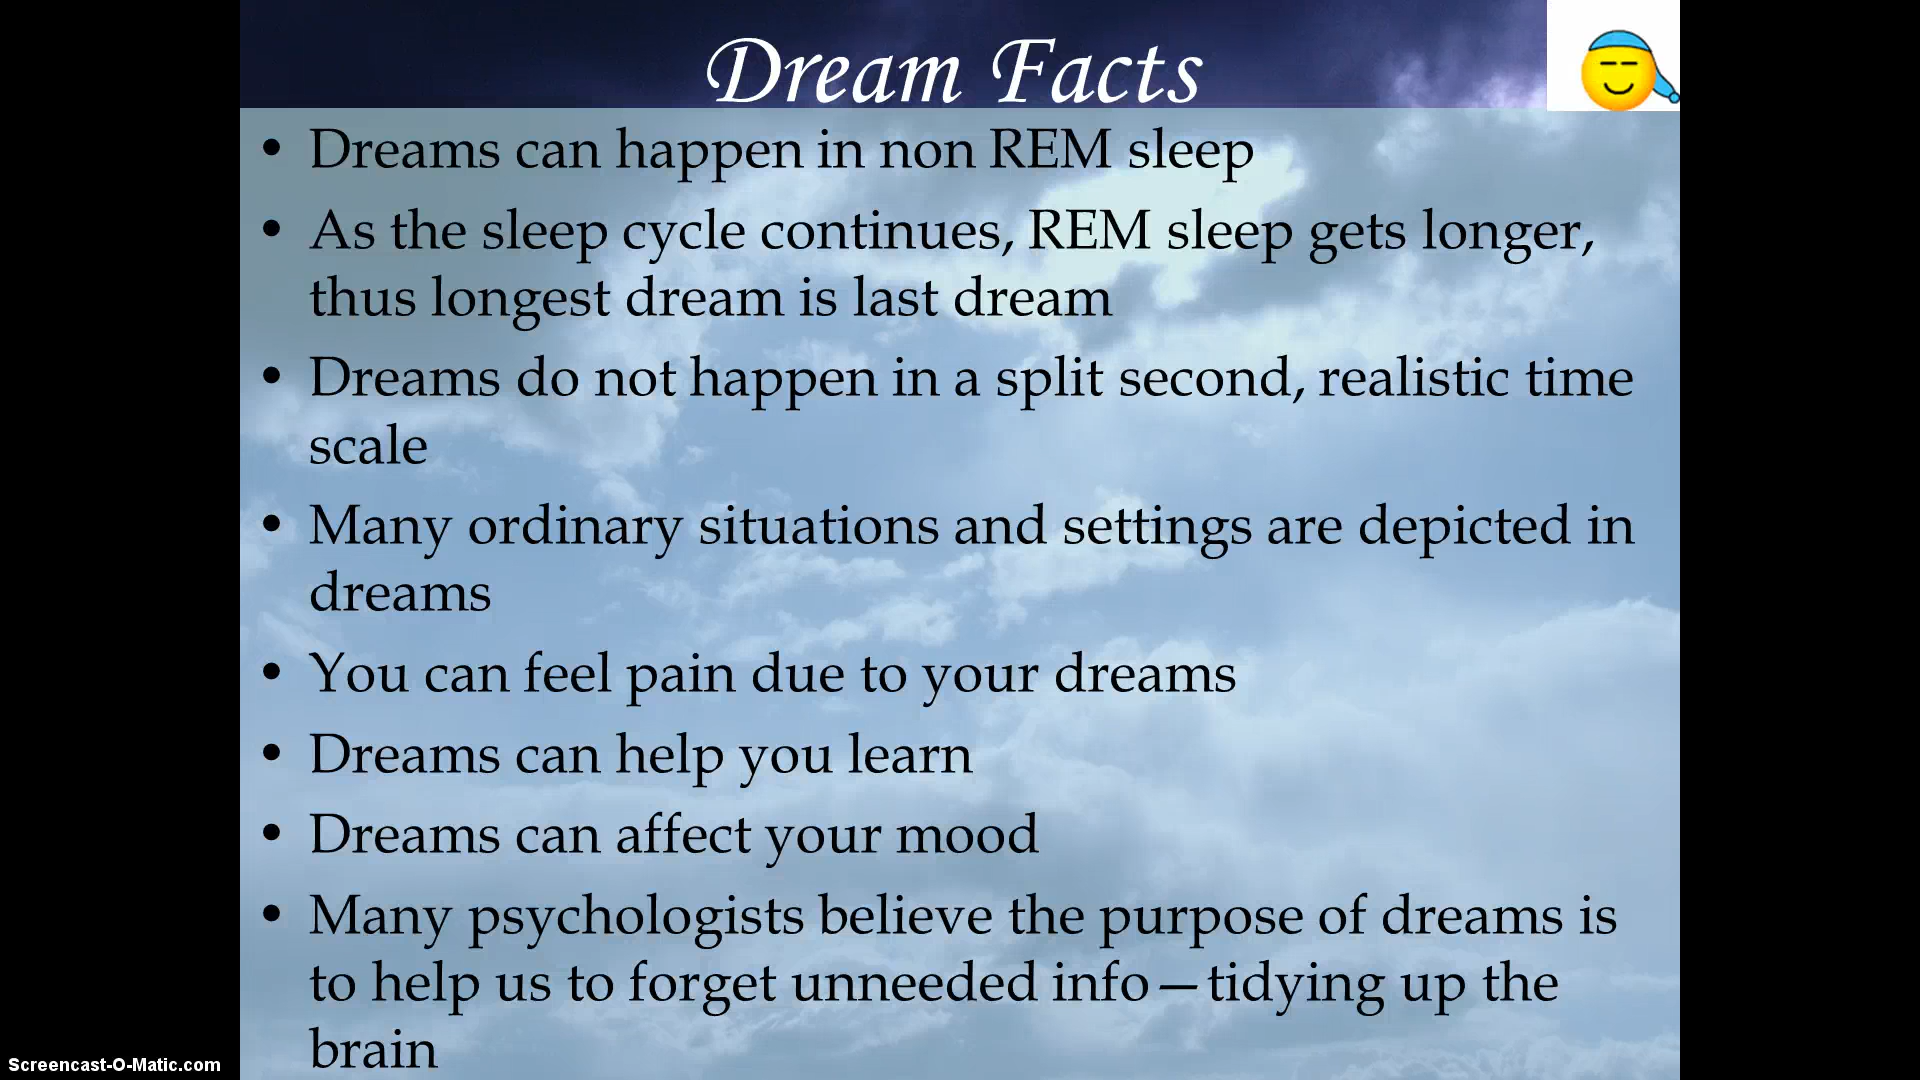 Dream Facts
• Dreams can happen in non REM sleep
• As the sleep cycle continues, REM sleep gets longer,
thus longest dream is last dream
• Dreams do not happen in a split second, realistic time
scale
• Many ordinary situations and settings are depicted in
dreams
• You can feel pain due to your dreams
• Dreams can help you learn
• Dreams can affect your mood
• Many psychologists believe the purpose of dreams is
to help us to forget unneeded info—tidying up the
brain
Screencast-O-Matic.com